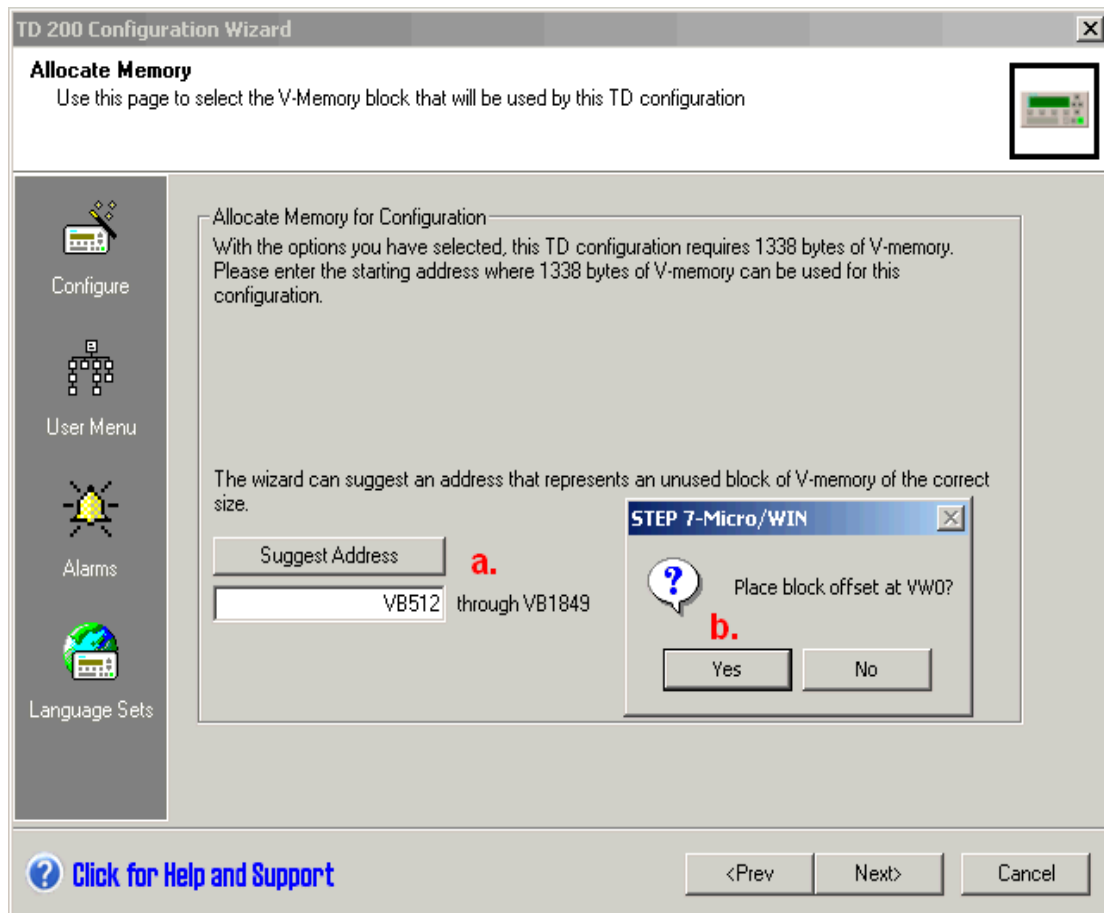 TD 200 Configuration Wizard
Allocate Memory
Use this page to select the V-Memory block that will be used by this TD configuration
Configure
User Menu
Alarms
Language Sets
Allocate Memory for Configuration
With the options you have selected, this TD configuration requires 1338 bytes of V-memory.
Please enter the starting address where 1338 bytes of V-memory can be used for this
configuration.
The wizard can suggest an address that represents an unused block of V-memory of the correct
size.
Suggest Address
a.
VB512 through VB1849
STEP 7-Micro/WIN
Place block offset at VW0?
b.
Yes No
Click for Help and Support
<Prev Next> Cancel